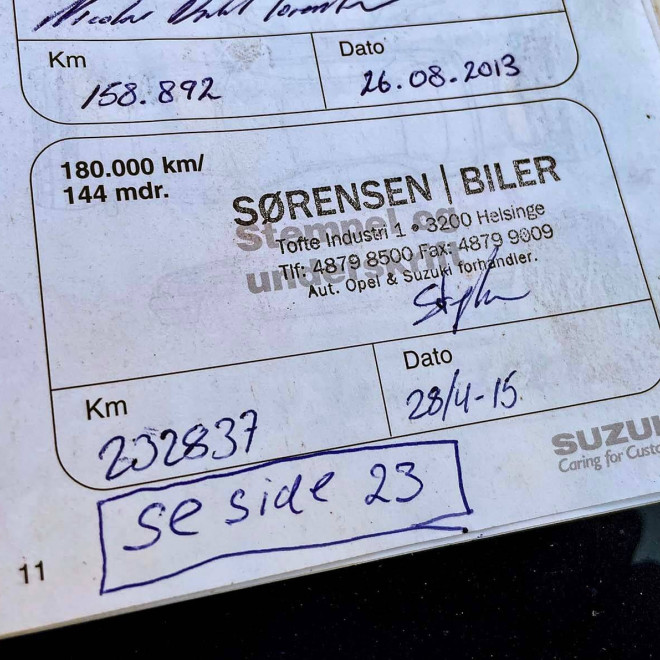 Km
158.892
Dato
26.08.2013
180.000 km/
144 mdr.
SØRENSEN | BILER
Stempel og
Tofte Industri 1 • 3200 Helsinge
Tlf: 4879 8500 Fax: 4879 9009
underskrift
Aut. Opel & Suzuki forhandler.
Km
232837
Dato
28/4-15
se side 23
SUZUK
Caring for Custo
11